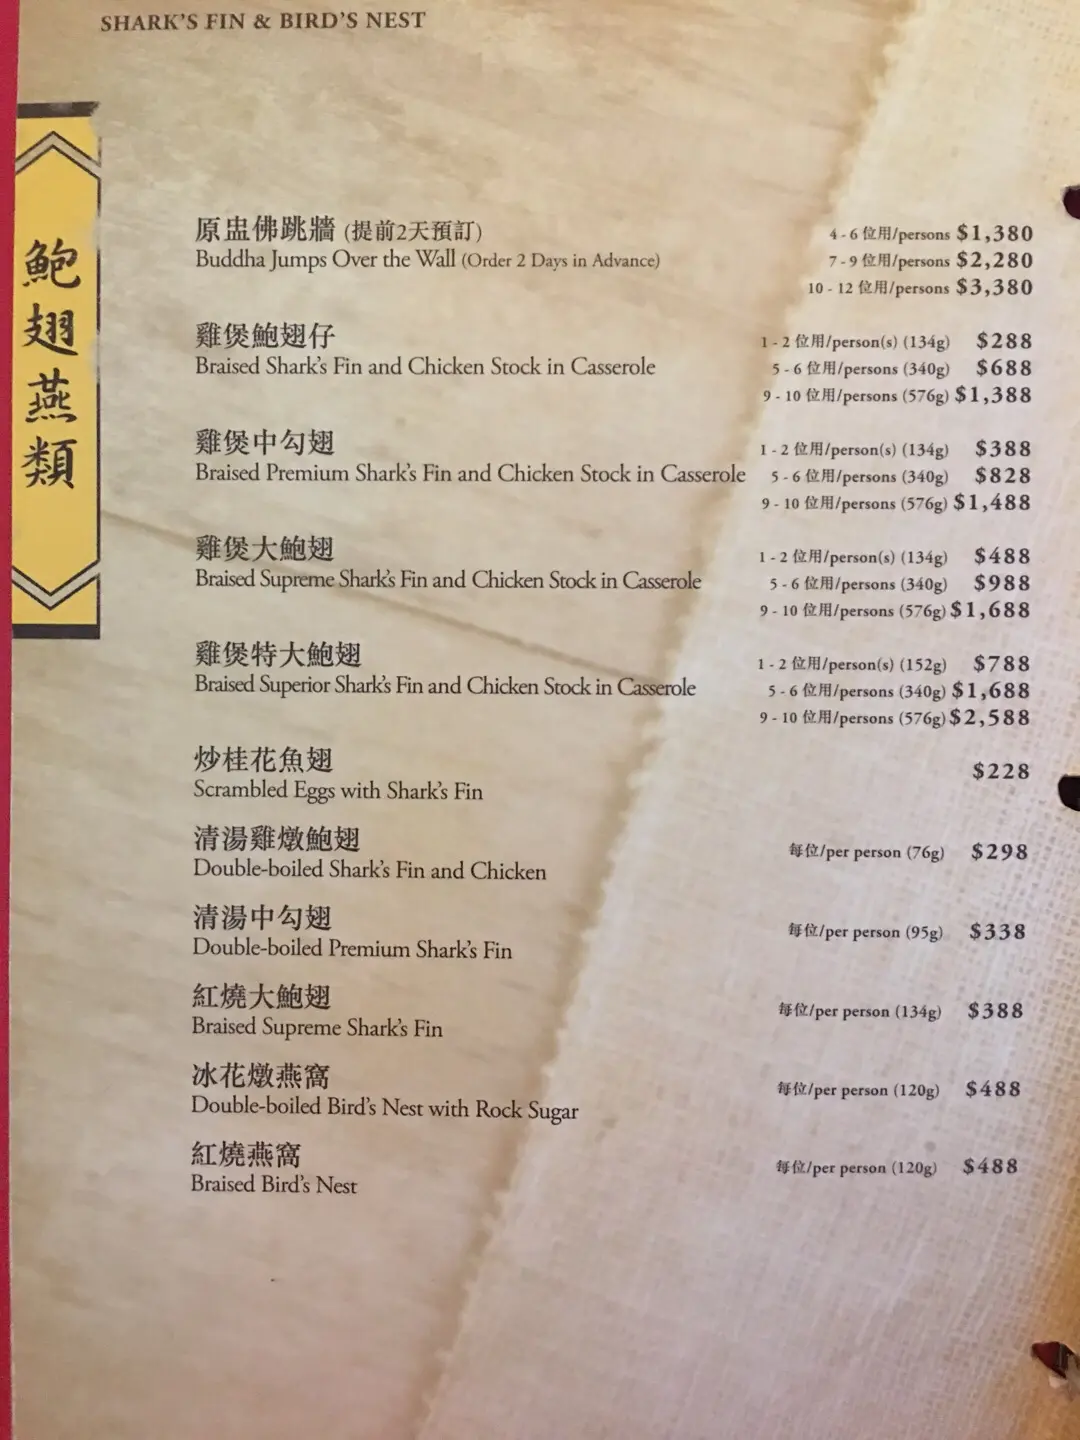 SHARK'S FIN & BIRD'S NEST
鮑翅燕類
原盅佛跳牆 (提前2天預訂)
Buddha Jumps Over the Wall (Order 2 Days in Advance)
4 - 6 位用/persons $1,380
7 - 9 位用/persons $2,280
10 - 12 位用/persons $3,380
雞煲鮑翅仔
Braised Shark's Fin and Chicken Stock in Casserole
1 - 2 位用/person(s) (134g) $288
5 - 6 位用/persons (340g) $688
9 - 10 位用/persons (576g) $1,388
雞煲中勾翅
Braised Premium Shark's Fin and Chicken Stock in Casserole
1 - 2 位用/person(s) (134g) $388
5 - 6 位用/persons (340g) $828
9 - 10 位用/persons (576g) $1,488
雞煲大鮑翅
Braised Supreme Shark's Fin and Chicken Stock in Casserole
1 - 2 位用/person(s) (134g) $488
5 - 6 位用/persons (340g) $988
9 - 10 位用/persons (576g) $1,688
雞煲特大鮑翅
Braised Superior Shark's Fin and Chicken Stock in Casserole
1 - 2 位用/person(s) (152g) $788
5 - 6 位用/persons (340g) $1,688
9 - 10 位用/persons (576g) $2,588
炒桂花魚翅
Scrambled Eggs with Shark's Fin
$228
清湯雞燉鮑翅
Double-boiled Shark's Fin and Chicken
每位/per person (76g) $298
清湯中勾翅
Double-boiled Premium Shark's Fin
每位/per person (95g) $338
紅燒大鮑翅
Braised Supreme Shark's Fin
每位/per person (134g) $388
冰花燉燕窩
Double-boiled Bird's Nest with Rock Sugar
每位/per person (120g) $488
紅燒燕窩
Braised Bird's Nest
每位/per person (120g) $488